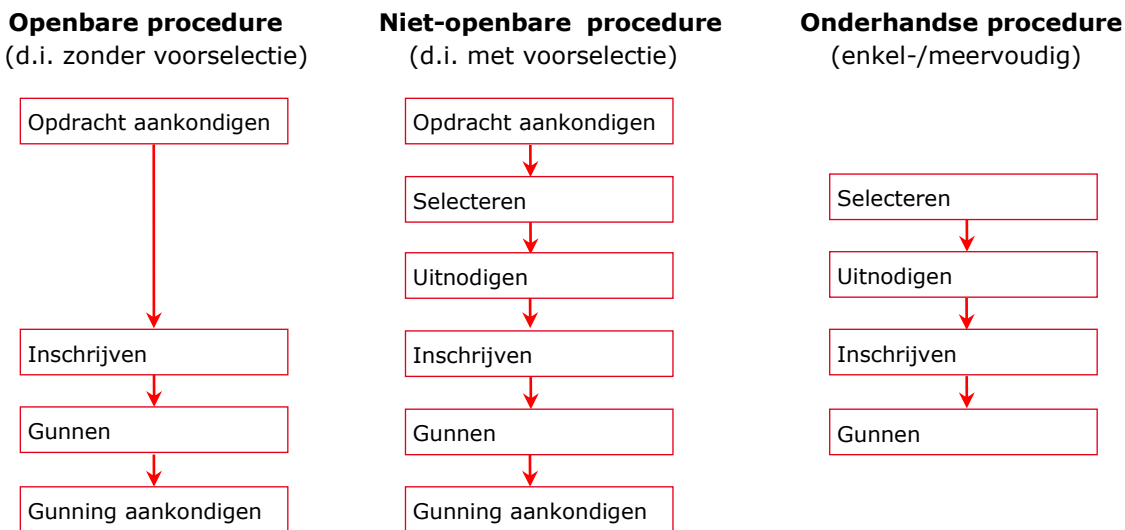 Openbare procedure
(d.i. zonder voorselectie)
Opdracht aankondigen
Inschrijven
Gunnen
Gunning aankondigen
Niet-openbare procedure
(d.i. met voorselectie)
Opdracht aankondigen
Selecteren
Uitnodigen
Inschrijven
Gunnen
Gunning aankondigen
Onderhandse procedure
(enkel-/meervoudig)
Selecteren
Uitnodigen
Inschrijven
Gunnen